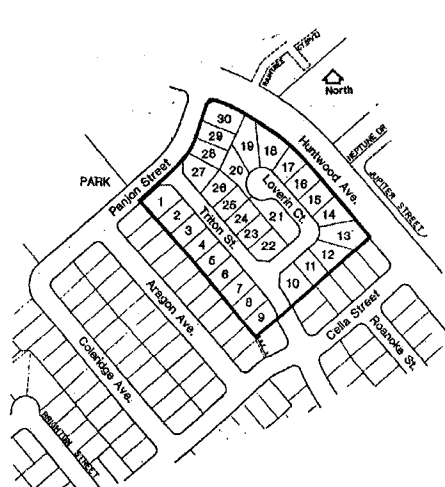 North
NEPTUNE DR
JUPITER STREET
Huntwood Ave.
PARK
Panjon Street
30
29
28
27
19
18
17
16
15
14
13
12
11
10
20
26
25
24
23
22
21
Loverin Ct.
Triton St.
1
2
3
4
5
6
7
8
9
Aragon Ave.
Celia Street
Roanoke St.
Coleridge Ave.
BRIGHTON STREET